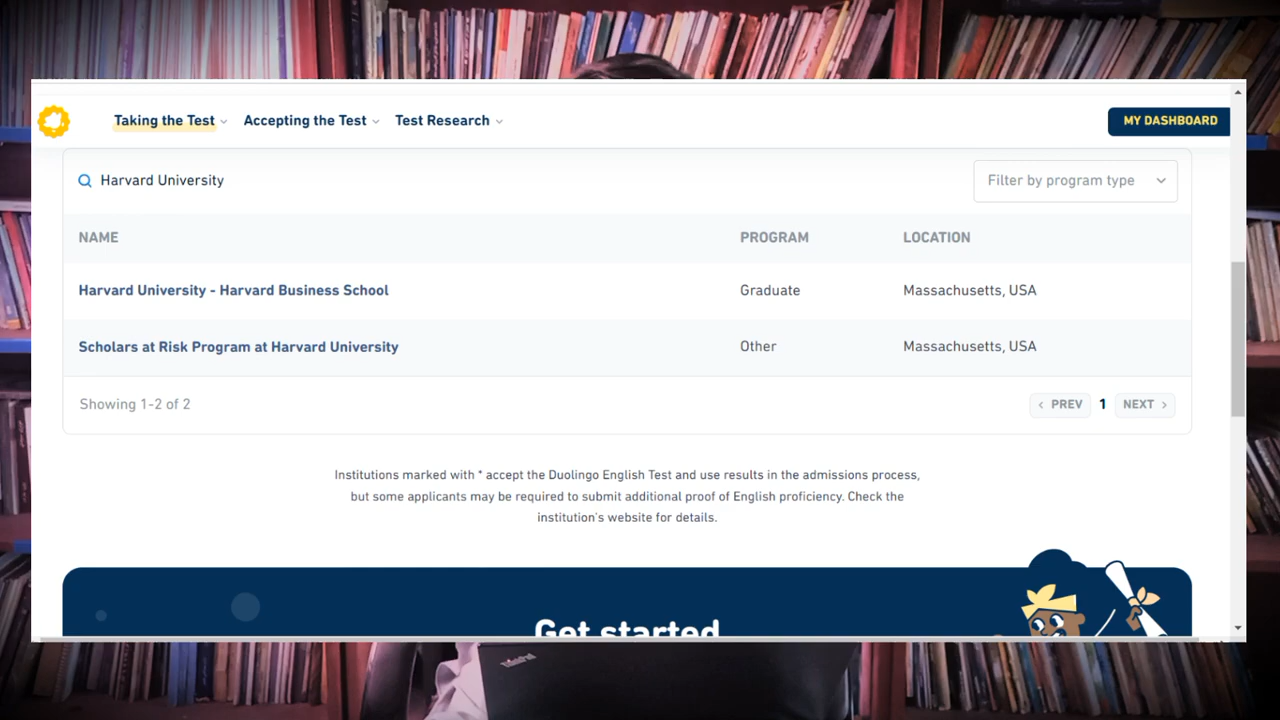 Taking the Test Accepting the Test Test Research MY DASHBOARD
Harvard University Filter by program type
NAME PROGRAM LOCATION
Harvard University - Harvard Business School Graduate Massachusetts, USA
Scholars at Risk Program at Harvard University Other Massachusetts, USA
Showing 1-2 of 2 PREV 1 NEXT
Institutions marked with * accept the Duolingo English Test and use results in the admissions process,
but some applicants may be required to submit additional proof of English proficiency. Check the
institution's website for details.
Get started